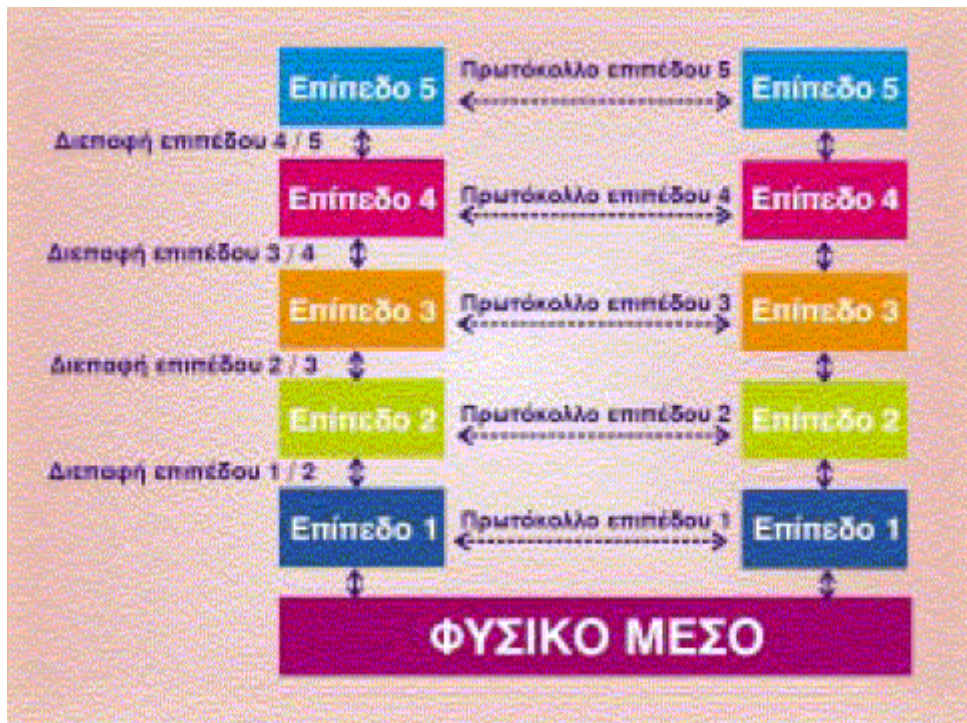 Επίπεδο 5 Πρωτόκολλο επιπέδου 5 Επίπεδο 5
Διεπαφή επιπέδου 4 / 5
Επίπεδο 4 Πρωτόκολλο επιπέδου 4 Επίπεδο 4
Διεπαφή επιπέδου 3 / 4
Επίπεδο 3 Πρωτόκολλο επιπέδου 3 Επίπεδο 3
Διεπαφή επιπέδου 2 / 3
Επίπεδο 2 Πρωτόκολλο επιπέδου 2 Επίπεδο 2
Διεπαφή επιπέδου 1 / 2
Επίπεδο 1 Πρωτόκολλο επιπέδου 1 Επίπεδο 1
ΦΥΣΙΚΟ ΜΕΣΟ